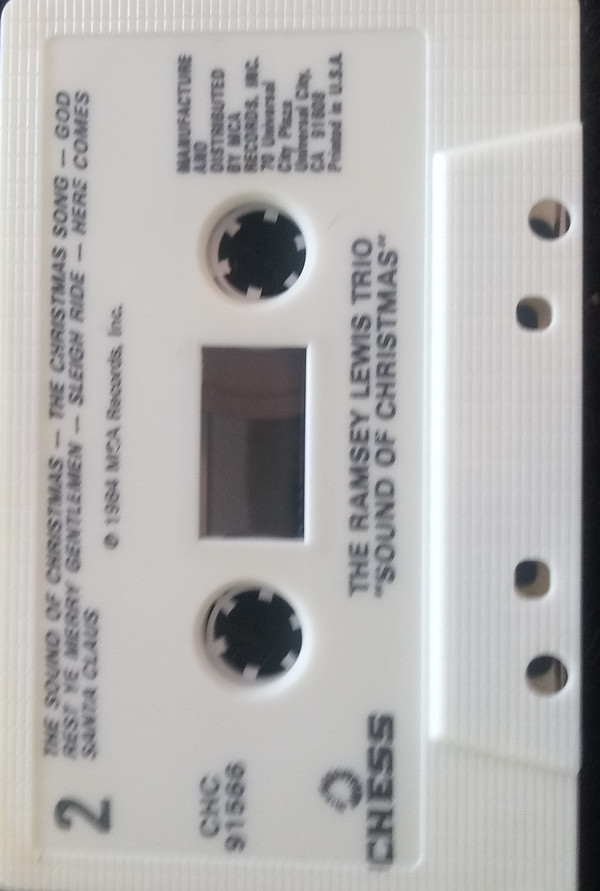 2
THE SOUND OF CHRISTMAS – THE CHRISTMAS SONG – GOD
REST YE MERRY GENTLEMEN – SLEIGH RIDE – HERE COMES
SANTA CLAUS
℗ 1984 MCA Records, Inc.
CHC
91566
MANUFACTURE
AND
DISTRIBUTED
BY MCA
RECORDS, INC.
70 Universal
City Plaza
Universal City,
CA 91608
Printed in U.S.A.
CHESS
THE RAMSEY LEWIS TRIO
"SOUND OF CHRISTMAS"